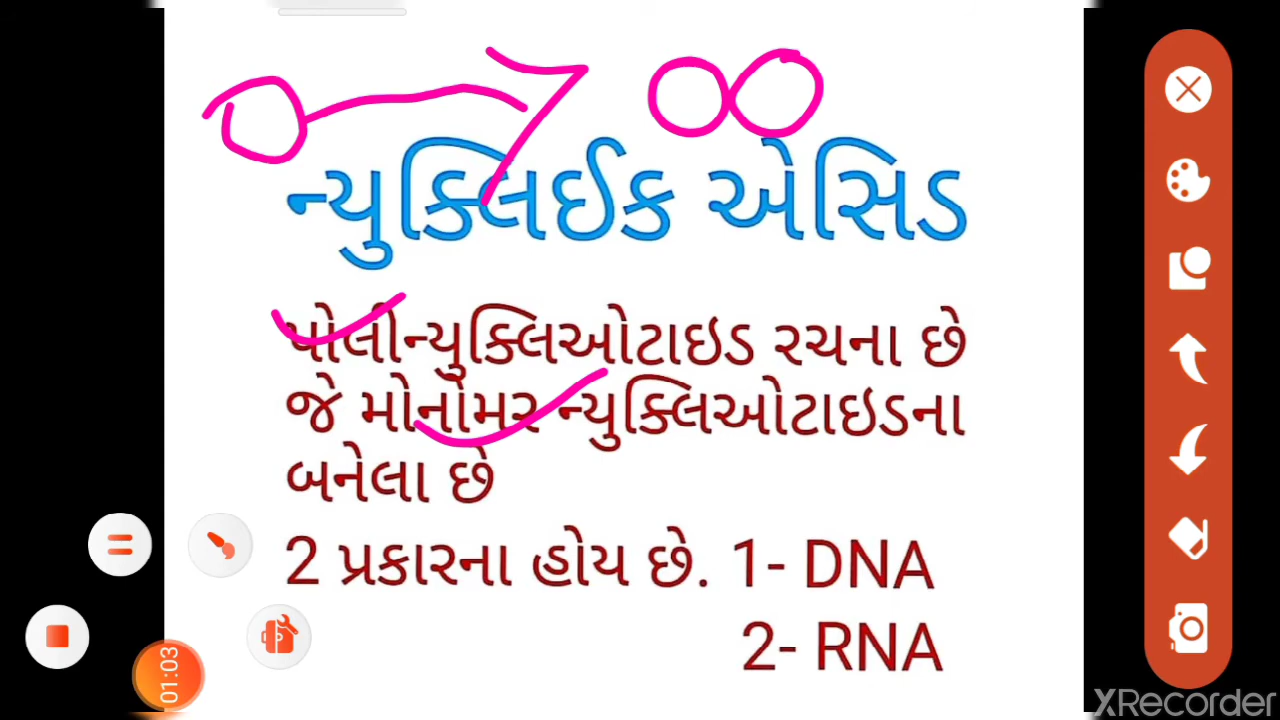 ન્યુક્લિઈક એસિડ
પોલીન્યુક્લિઓટાઇડ રચના છે
જે મોનોમર ન્યુક્લિઓટાઇડના
બનેલા છે
2 પ્રકારના હોય છે. 1- DNA
2- RNA
01:03
XRecorder